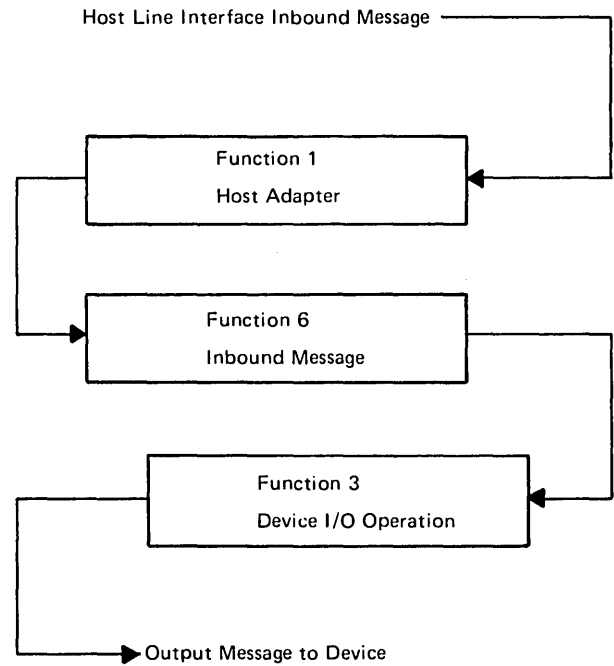 Host Line Interface Inbound Message
Function 1
Host Adapter
Function 6
Inbound Message
Function 3
Device I/O Operation
Output Message to Device